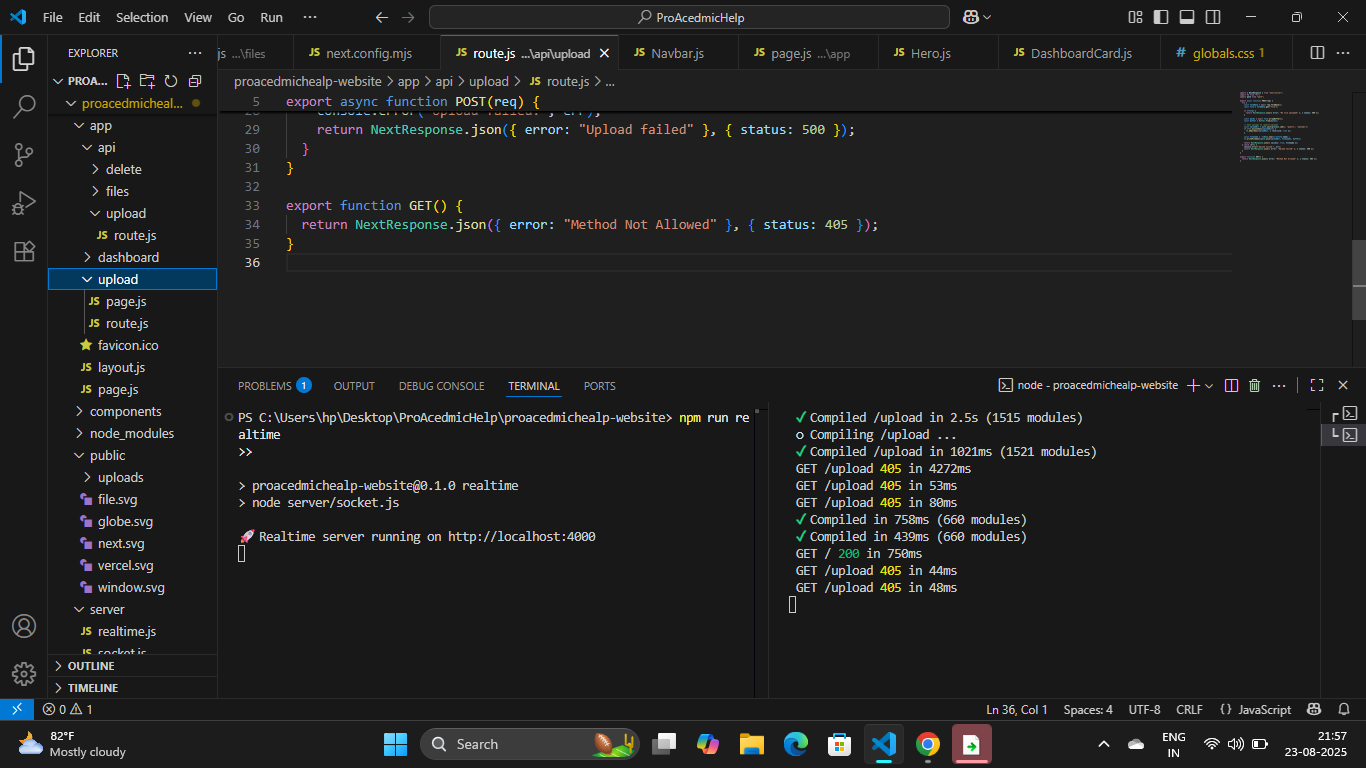 File Edit Selection View Go Run ··· ProAcedmicHelp
EXPLORER
PROA...
proacedmicheal...
app
api
delete
files
upload
JS route.js
dashboard
upload
JS page.js
JS route.js
favicon.ico
JS layout.js
JS page.js
components
node_modules
public
uploads
file.svg
globe.svg
next.svg
vercel.svg
window.svg
server
JS realtime.js
JS socket.js
OUTLINE
TIMELINE
js ...\files JS next.config.mjs JS route.js ...\api\upload JS Navbar.js JS page.js ...\app JS Hero.js JS DashboardCard.js # globals.css 1
proacedmichealp-website > app > api > upload > JS route.js > ...
5 export async function POST(req) {
29 return NextResponse.json({ error: "Upload failed" }, { status: 500 });
30 }
31 }
32
33 export function GET() {
34 return NextResponse.json({ error: "Method Not Allowed" }, { status: 405 });
35 }
36
PROBLEMS 1 OUTPUT DEBUG CONSOLE TERMINAL PORTS node - proacedmichealp-website
PS C:\Users\hp\Desktop\ProAcedmicHelp\proacedmichealp-website> npm run re
altime
>>
> proacedmichealp-website@0.1.0 realtime
> node server/socket.js
🚀 Realtime server running on http://localhost:4000
✓ Compiled /upload in 2.5s (1515 modules)
○ Compiling /upload ...
✓ Compiled /upload in 1021ms (1521 modules)
GET /upload 405 in 4272ms
GET /upload 405 in 53ms
GET /upload 405 in 80ms
✓ Compiled in 758ms (660 modules)
✓ Compiled in 439ms (660 modules)
GET / 200 in 750ms
GET /upload 405 in 44ms
GET /upload 405 in 48ms
0 1 Ln 36, Col 1 Spaces: 4 UTF-8 CRLF {} JavaScript
82°F
Mostly cloudy
Search
ENG
IN
21:57
23-08-2025